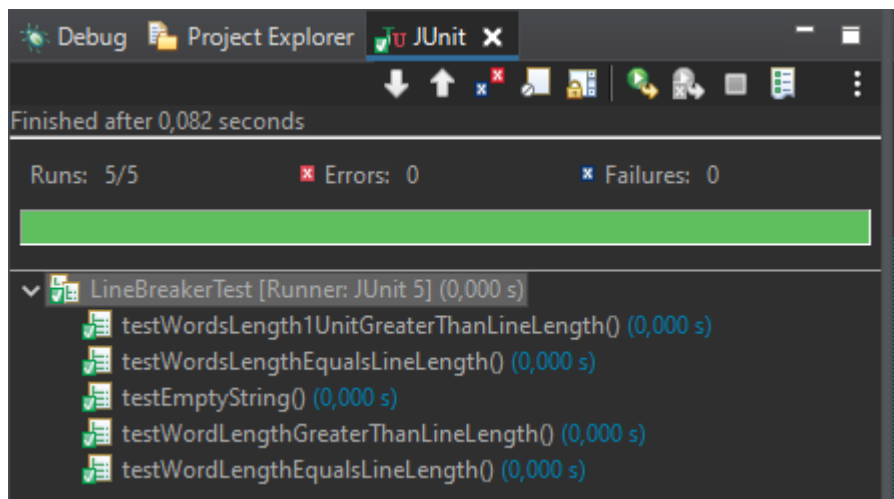 Debug Project Explorer JUnit
Finished after 0,082 seconds
Runs: 5/5 Errors: 0 Failures: 0
LineBreakerTest [Runner: JUnit 5] (0,000 s)
testWordsLength1UnitGreaterThanLineLength() (0,000 s)
testWordsLengthEqualsLineLength() (0,000 s)
testEmptyString() (0,000 s)
testWordLengthGreaterThanLineLength() (0,000 s)
testWordLengthEqualsLineLength() (0,000 s)